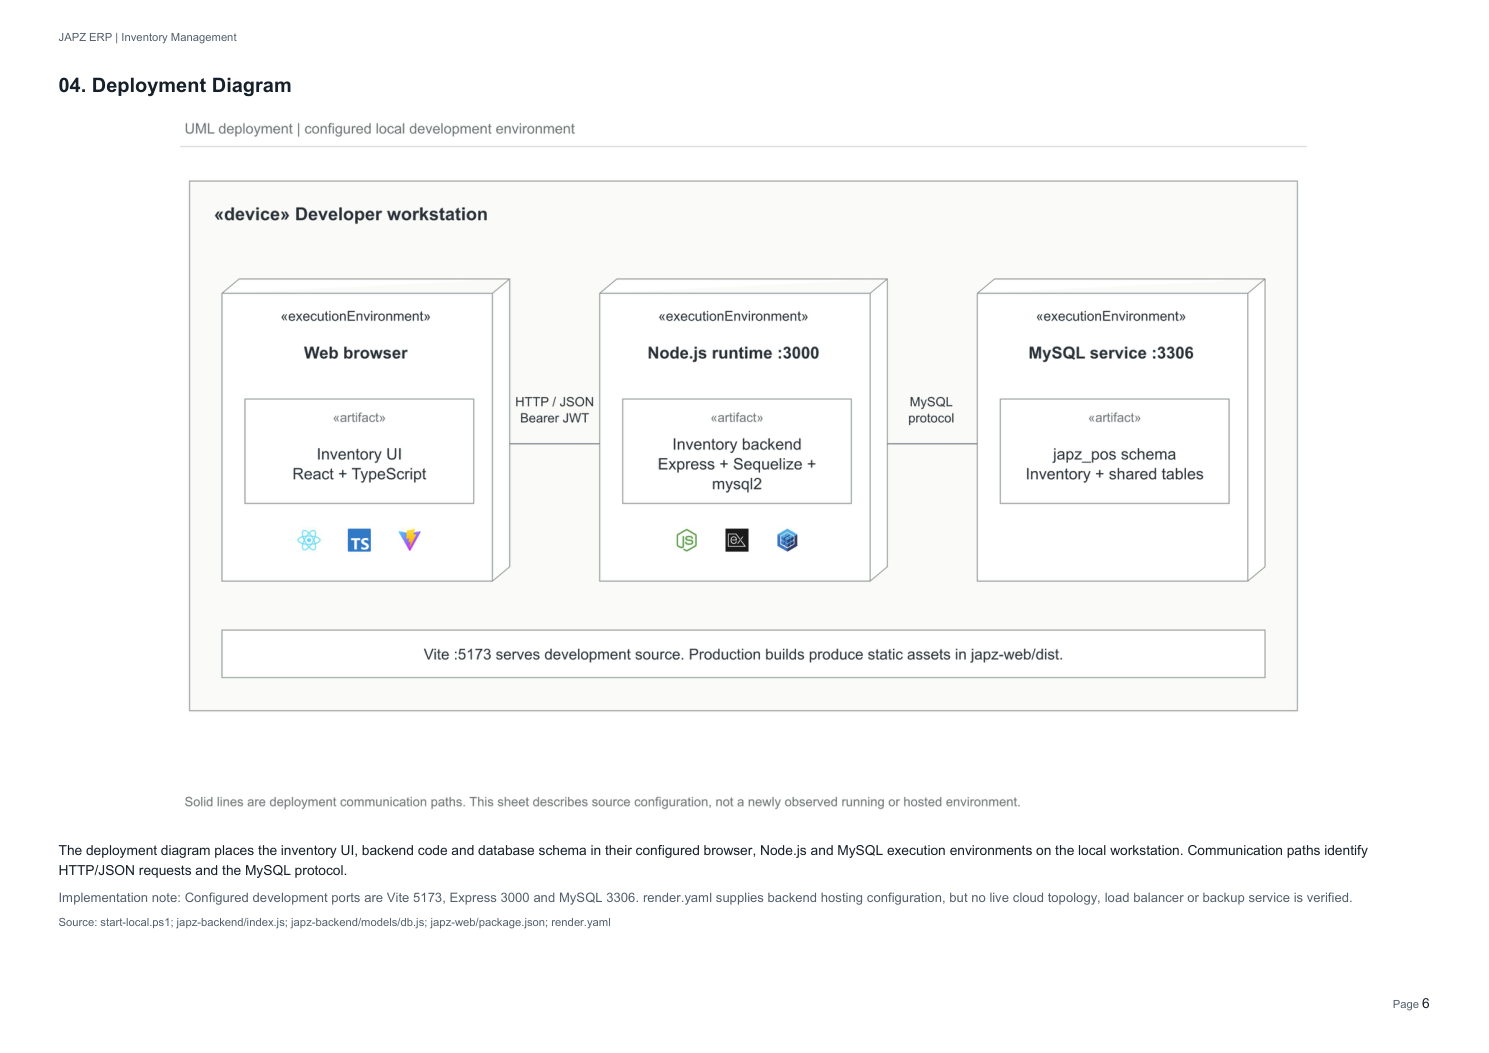 JAPZ ERP | Inventory Management
04. Deployment Diagram
UML deployment | configured local development environment
«device» Developer workstation
«executionEnvironment»
Web browser
«artifact»
Inventory UI
React + TypeScript
TS
HTTP / JSON
Bearer JWT
«executionEnvironment»
Node.js runtime :3000
«artifact»
Inventory backend
Express + Sequelize +
mysql2
JS
ex
MySQL
protocol
«executionEnvironment»
MySQL service :3306
«artifact»
japz_pos schema
Inventory + shared tables
Vite :5173 serves development source. Production builds produce static assets in japz-web/dist.
Solid lines are deployment communication paths. This sheet describes source configuration, not a newly observed running or hosted environment.
The deployment diagram places the inventory UI, backend code and database schema in their configured browser, Node.js and MySQL execution environments on the local workstation. Communication paths identify
HTTP/JSON requests and the MySQL protocol.
Implementation note: Configured development ports are Vite 5173, Express 3000 and MySQL 3306. render.yaml supplies backend hosting configuration, but no live cloud topology, load balancer or backup service is verified.
Source: start-local.ps1; japz-backend/index.js; japz-backend/models/db.js; japz-web/package.json; render.yaml
Page 6